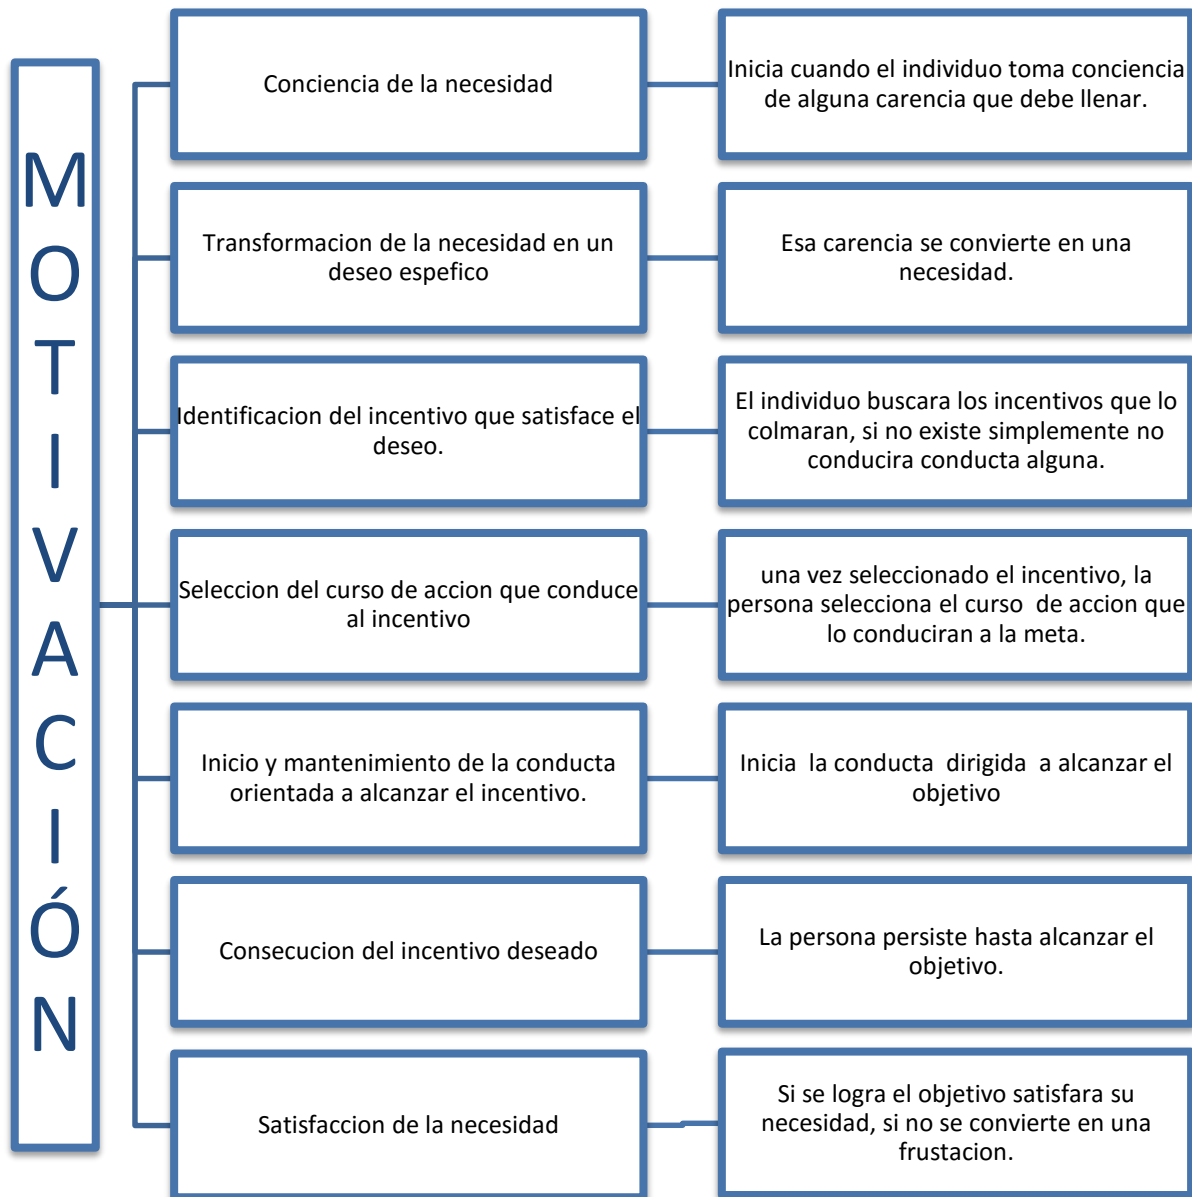 MOTIVACIÓN
Conciencia de la necesidad
Inicia cuando el individuo toma conciencia
de alguna carencia que debe llenar.
Transformacion de la necesidad en un
deseo espefico
Esa carencia se convierte en una
necesidad.
Identificacion del incentivo que satisface el
deseo.
El individuo buscara los incentivos que lo
colmaran, si no existe simplemente no
conducira conducta alguna.
Seleccion del curso de accion que conduce
al incentivo
una vez seleccionado el incentivo, la
persona selecciona el curso  de accion que
lo conduciran a la meta.
Inicio y mantenimiento de la conducta
orientada a alcanzar el incentivo.
Inicia  la conducta  dirigida  a alcanzar el
objetivo
Consecucion del incentivo deseado
La persona persiste hasta alcanzar el
objetivo.
Satisfaccion de la necesidad
Si se logra el objetivo satisfara su
necesidad, si no se convierte en una
frustacion.